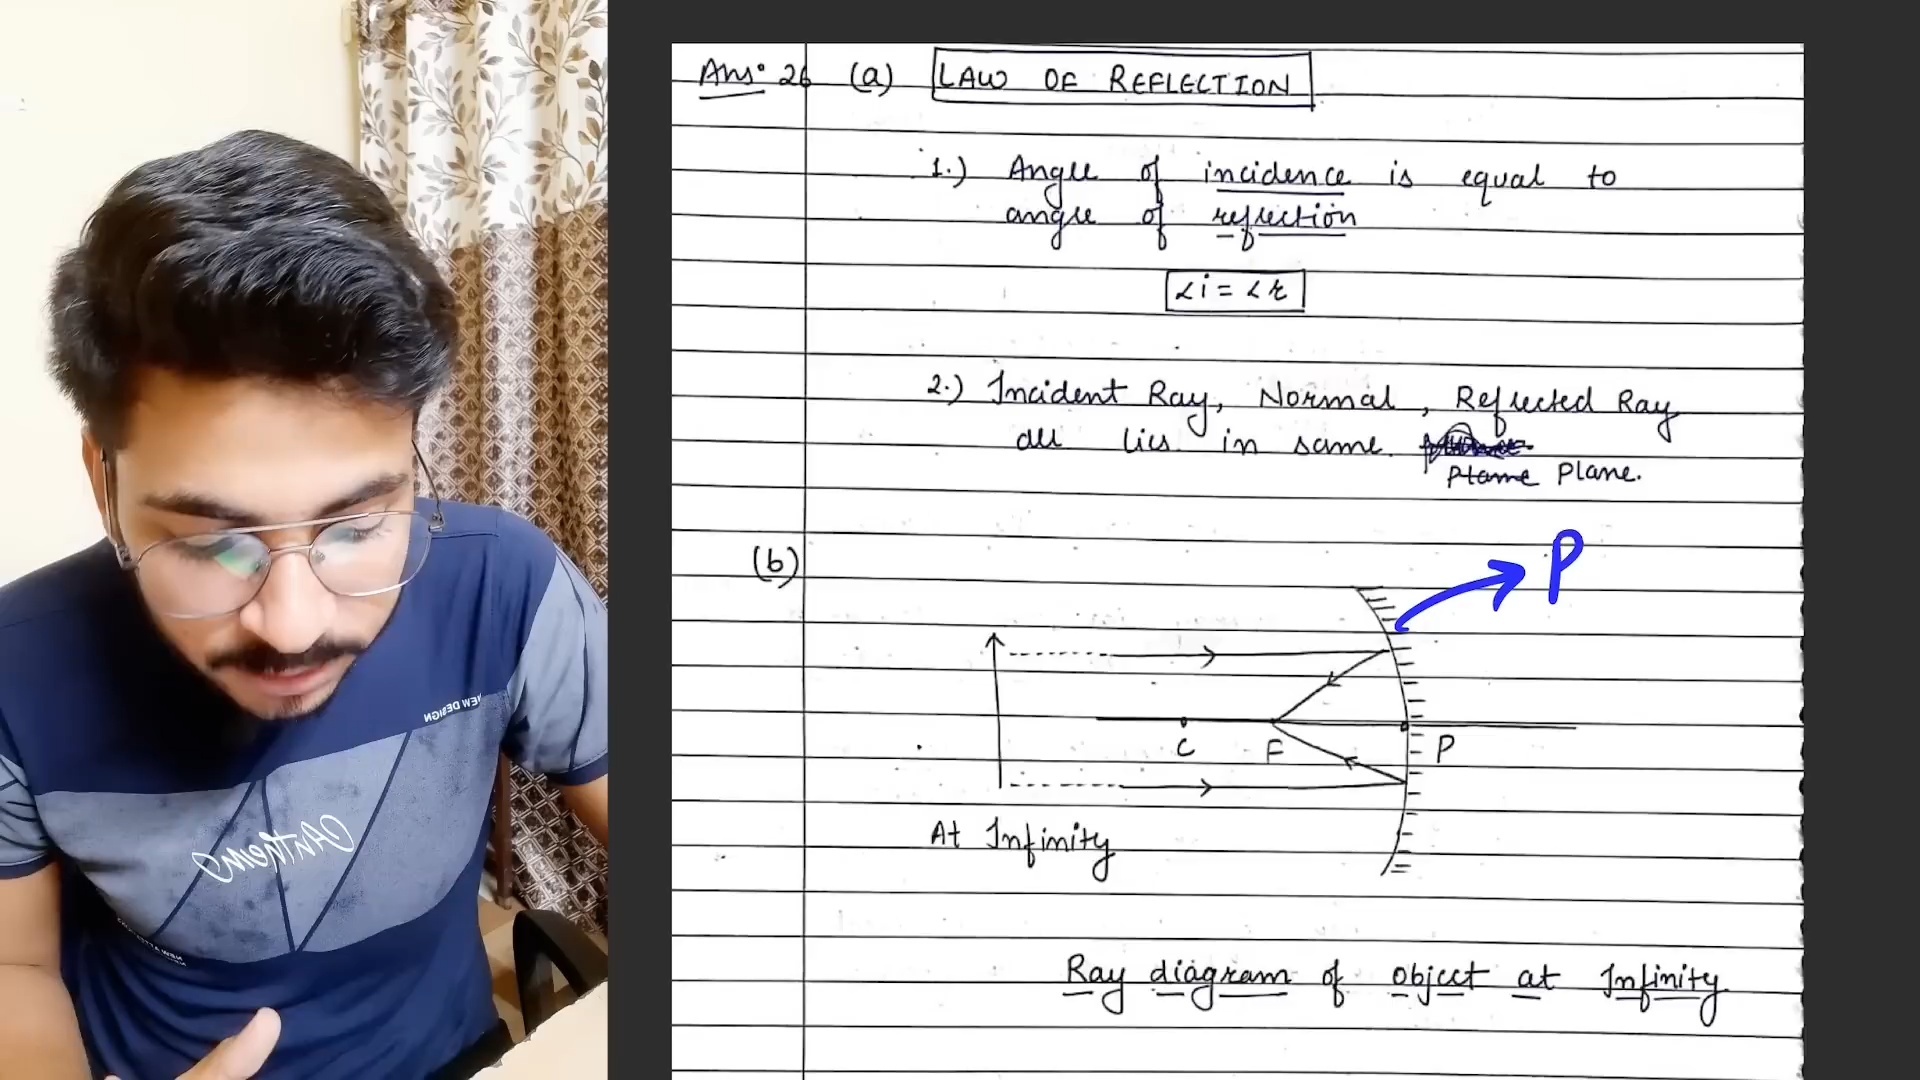 Ans: 26 (a) LAW OF REFLECTION
1.) Angle of incidence is equal to
angle of reflection
∠i = ∠r
2.) Incident Ray, Normal, Reflected Ray
all lies in same
Plane Plane.
(b)
P
C F P
At Infinity
Ray diagram of object at Infinity
NEW DESIGN
Anthem